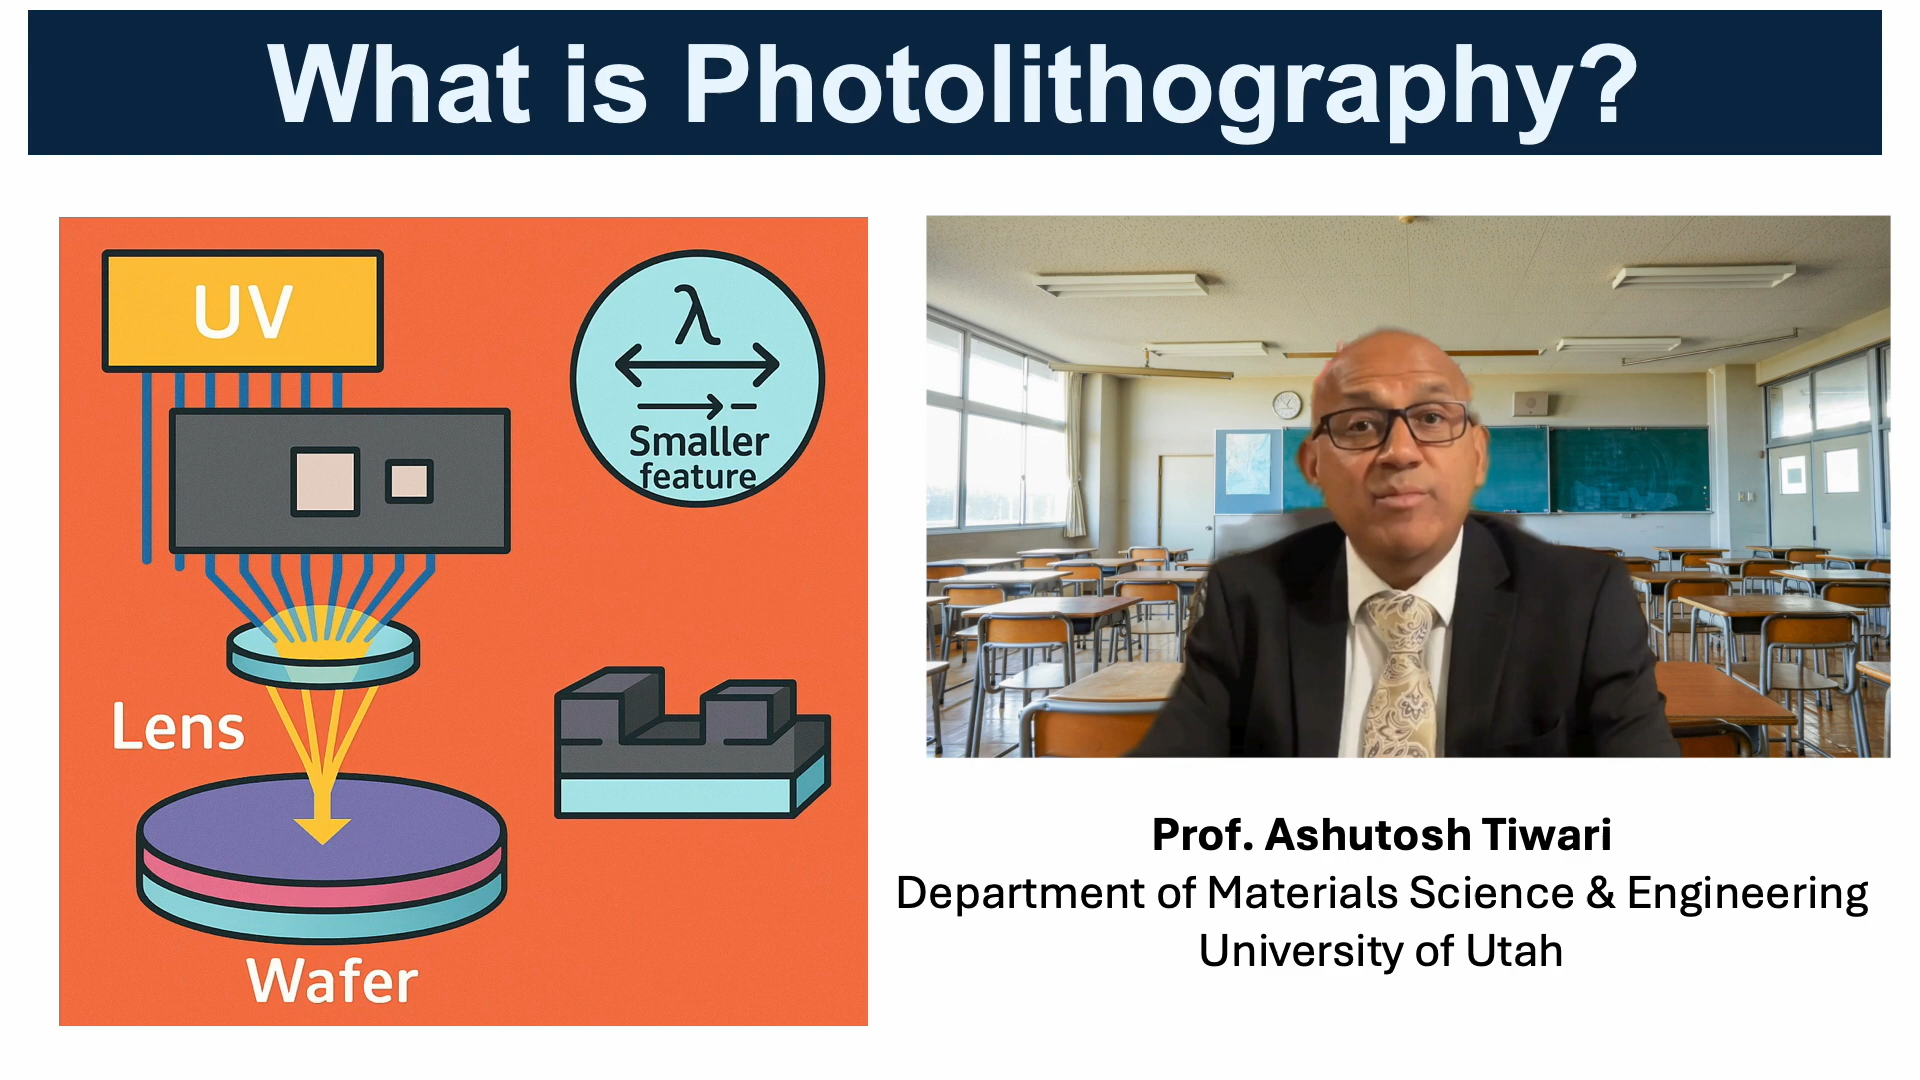 What is Photolithography?
UV
λ
Smaller
feature
Lens
Wafer
Prof. Ashutosh Tiwari
Department of Materials Science & Engineering
University of Utah